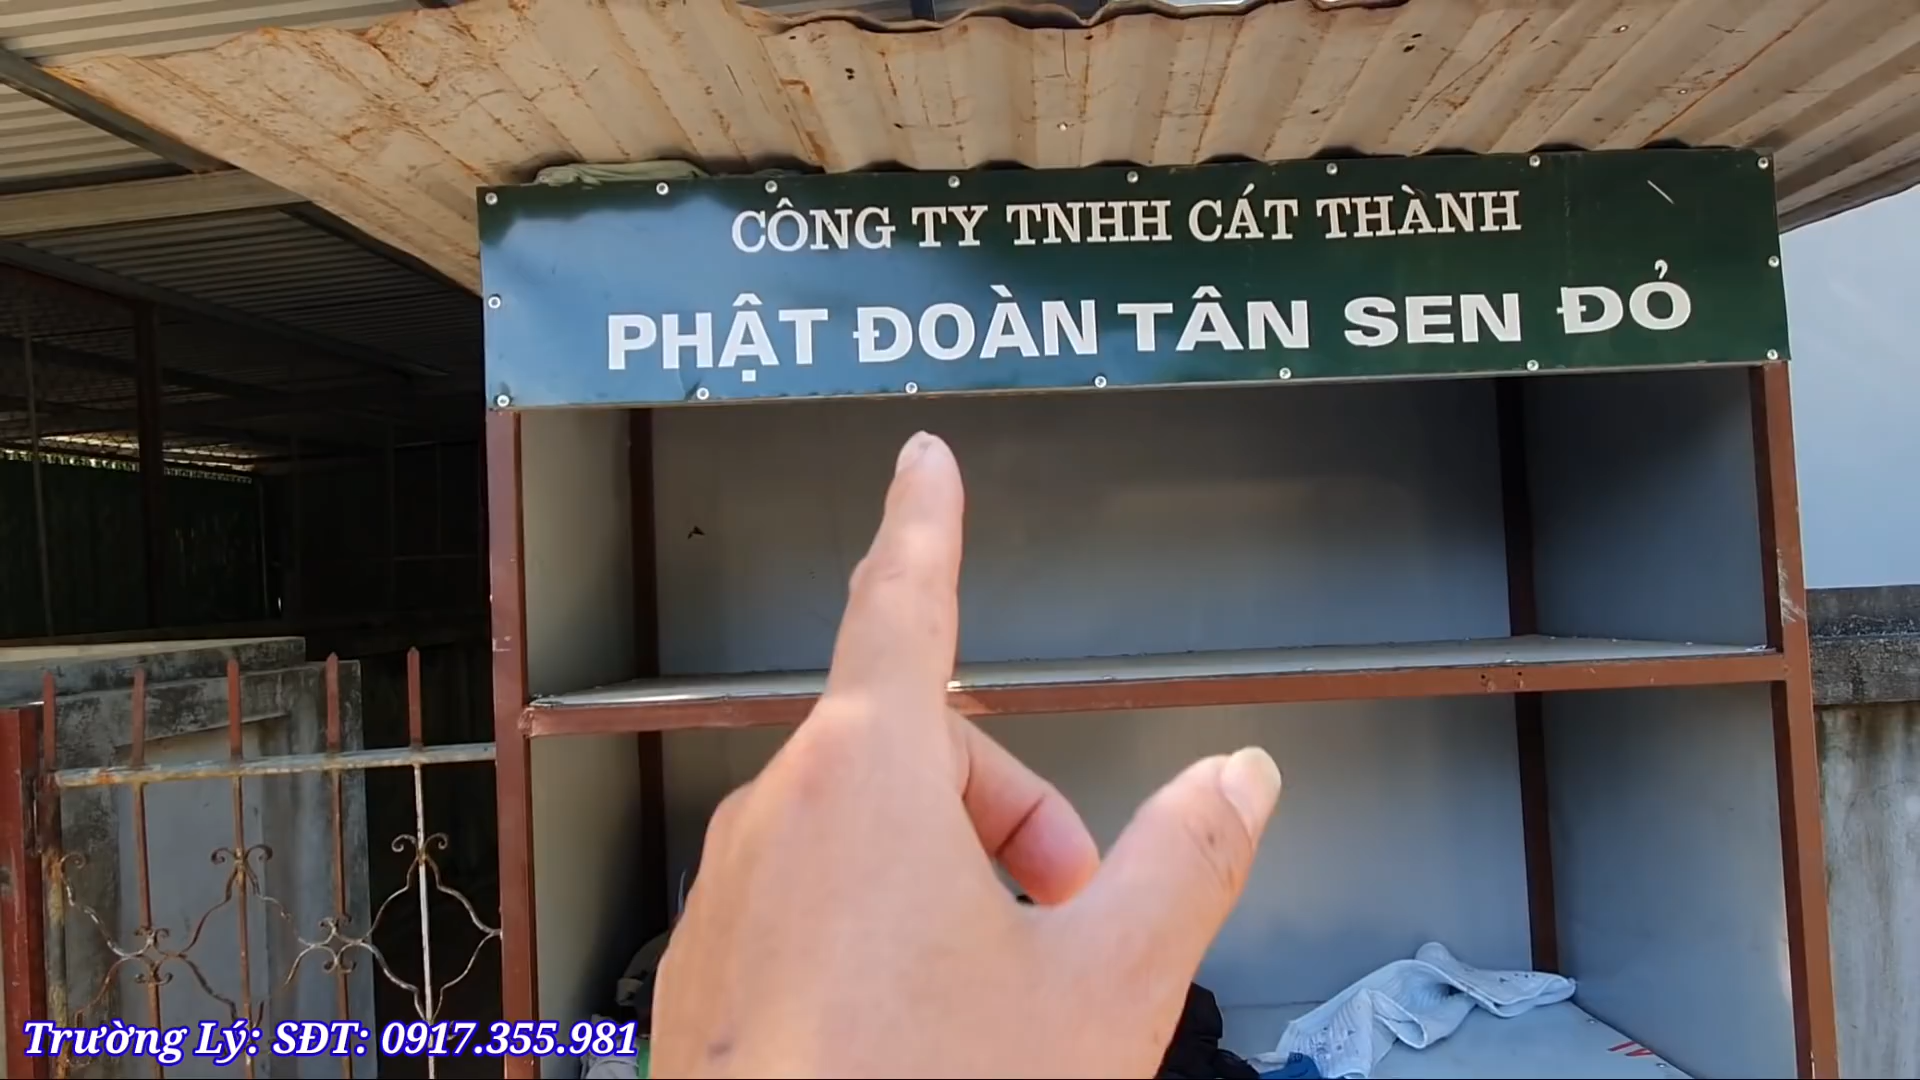 CÔNG TY TNHH CÁT THÀNH
PHẬT ĐOÀN TÂN SEN ĐỎ
Trường Lý: SĐT: 0917.355.981